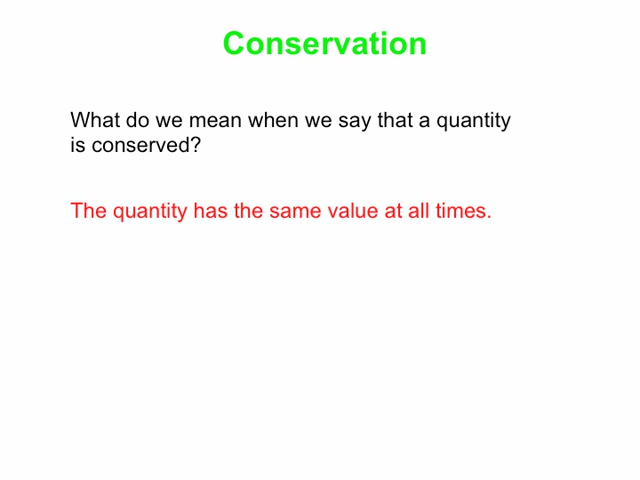 Conservation
What do we mean when we say that a quantity
is conserved?
The quantity has the same value at all times.